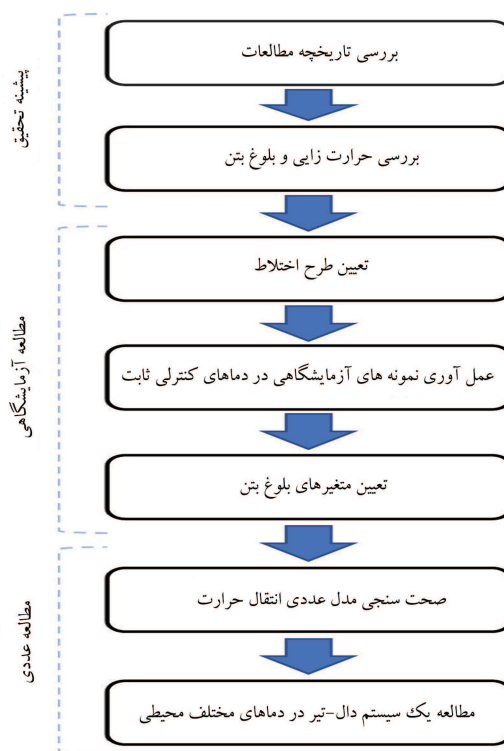 پیشینه تحقیق
بررسی تاریخچه مطالعات
بررسی حرارت زایی و بلوغ بتن
مطالعه آزمایشگاهی
تعیین طرح اختلاط
عمل آوری نمونه های آزمایشگاهی در دماهای کنترلی ثابت
تعیین متغیرهای بلوغ بتن
مطالعه عددی
صحت سنجی مدل عددی انتقال حرارت
مطالعه یک سیستم دال-تیر در دماهای مختلف محیطی